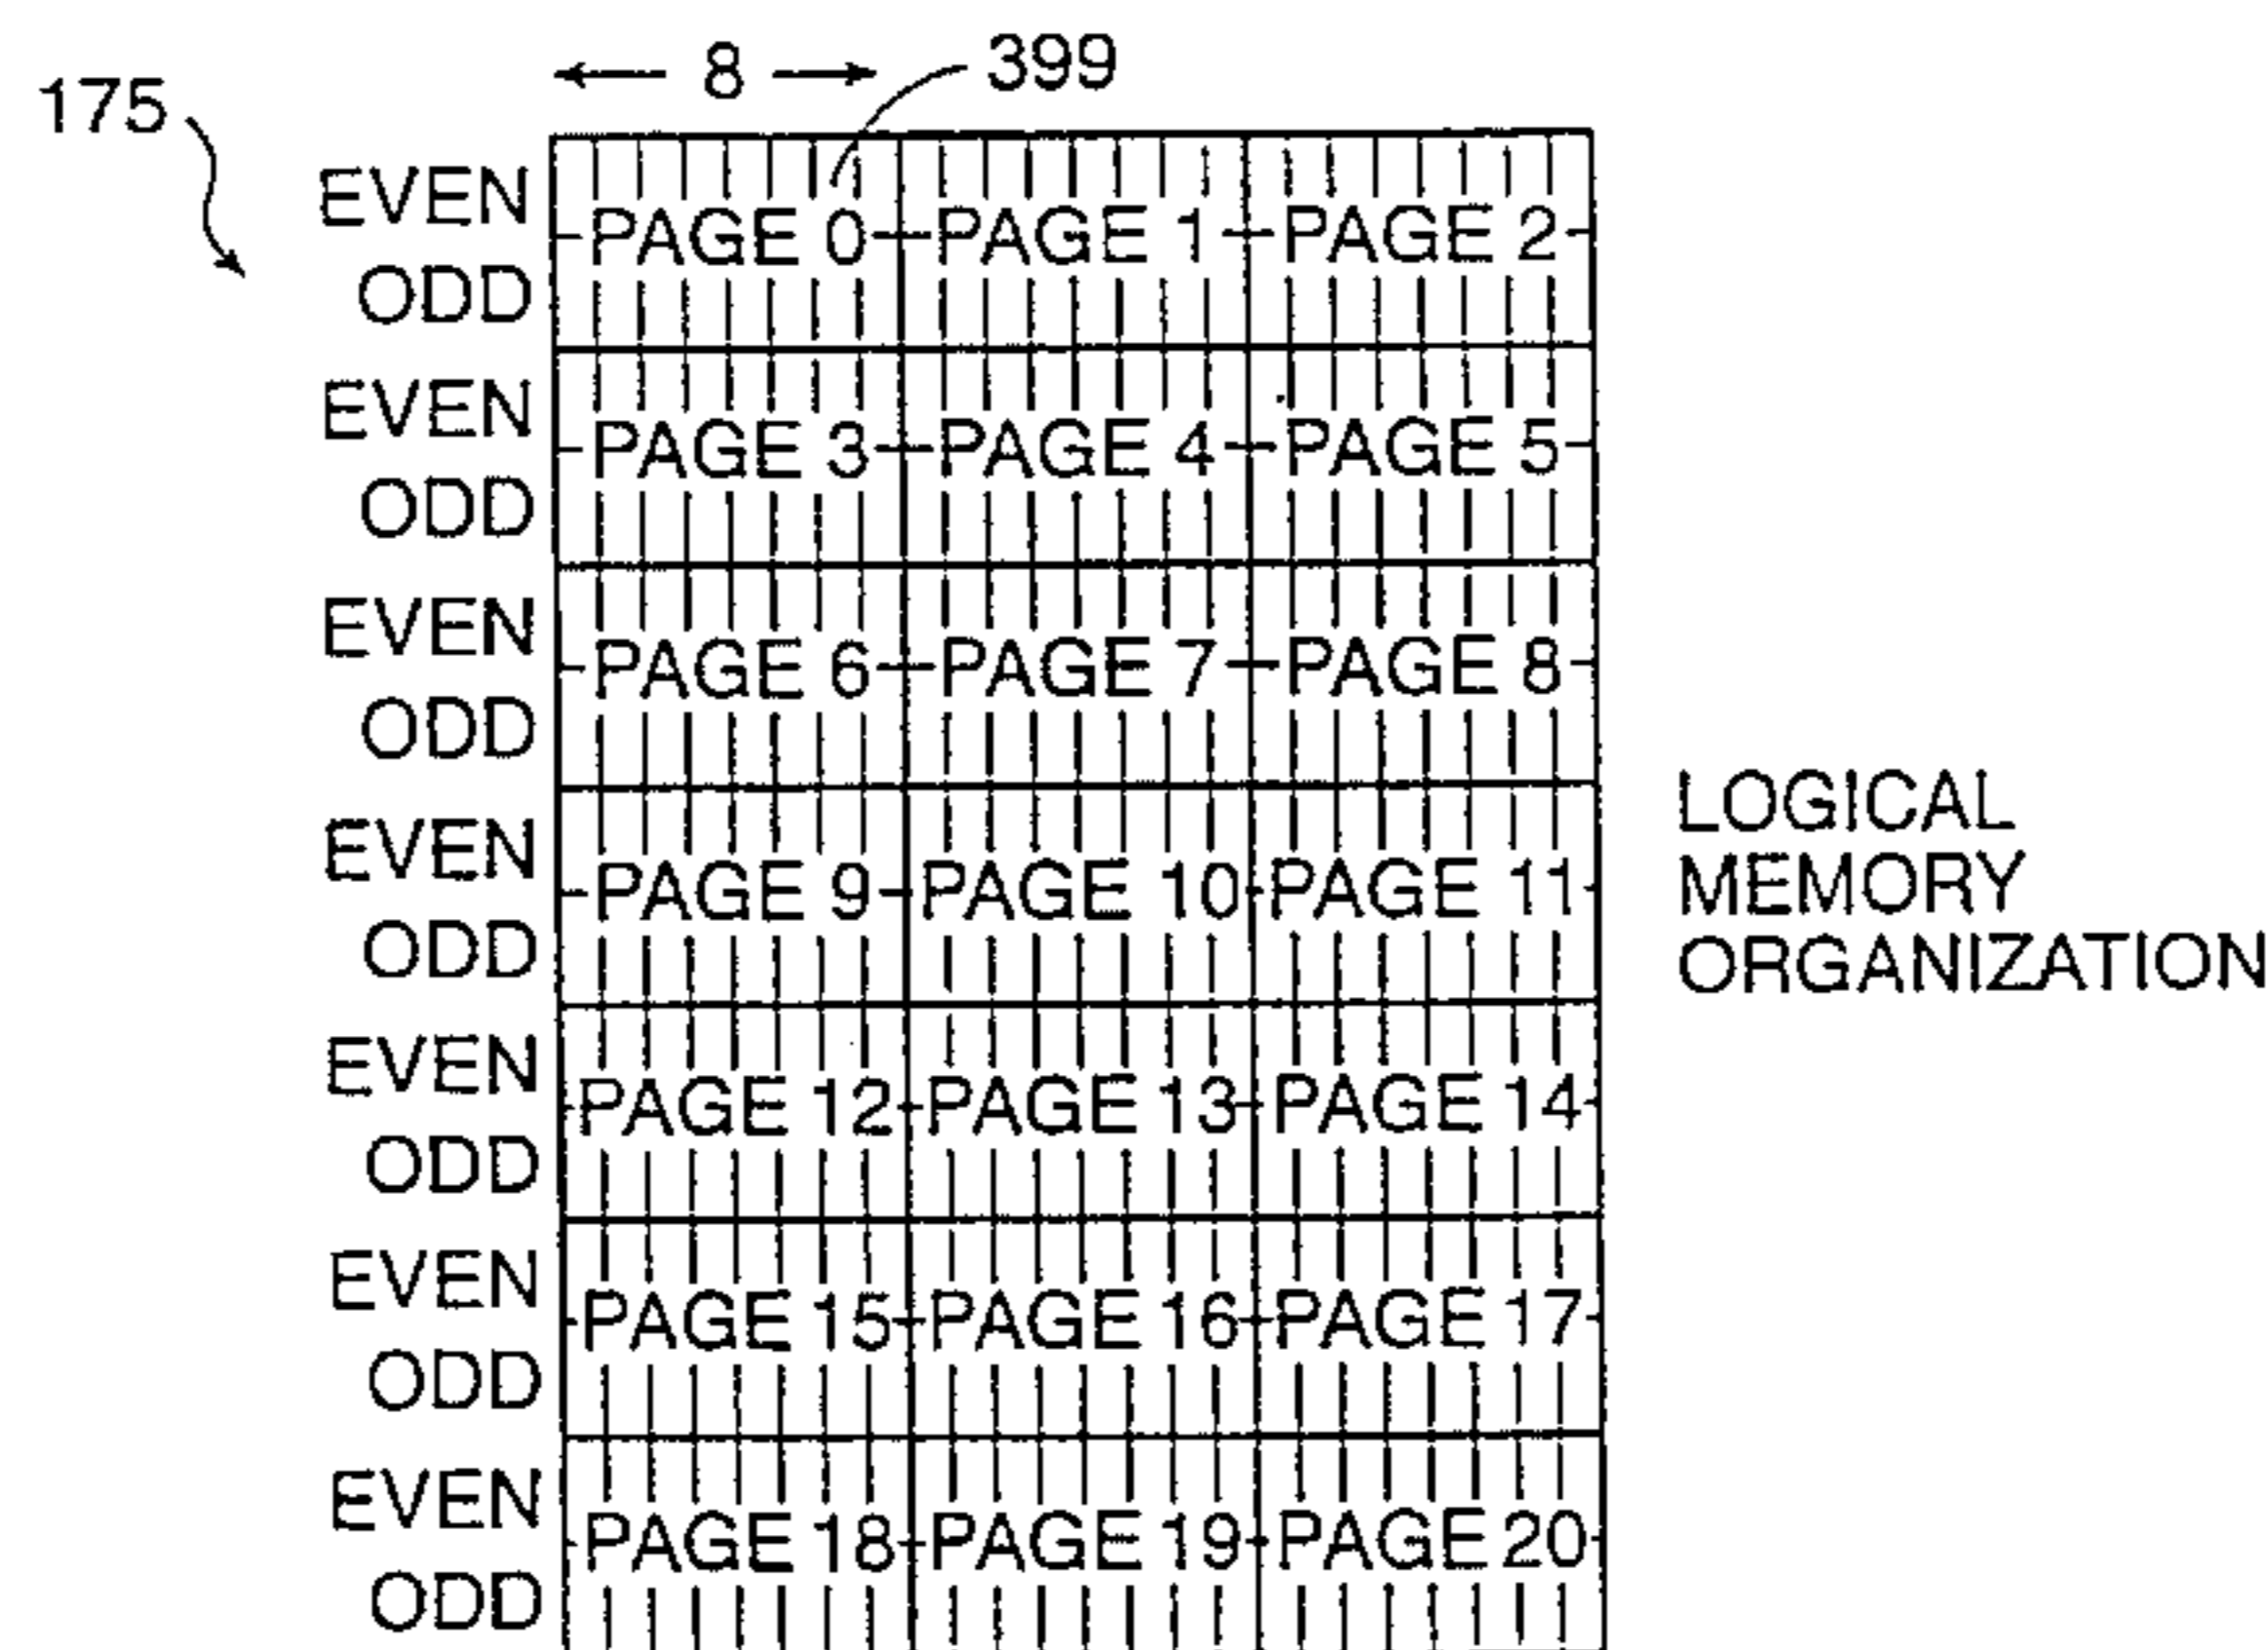 175
8
399
EVEN
ODD
PAGE 0 PAGE 1 PAGE 2
EVEN
ODD
PAGE 3 PAGE 4 PAGE 5
EVEN
ODD
PAGE 6 PAGE 7 PAGE 8
EVEN
ODD
PAGE 9 PAGE 10 PAGE 11
EVEN
ODD
PAGE 12 PAGE 13 PAGE 14
EVEN
ODD
PAGE 15 PAGE 16 PAGE 17
EVEN
ODD
PAGE 18 PAGE 19 PAGE 20
LOGICAL
MEMORY
ORGANIZATION